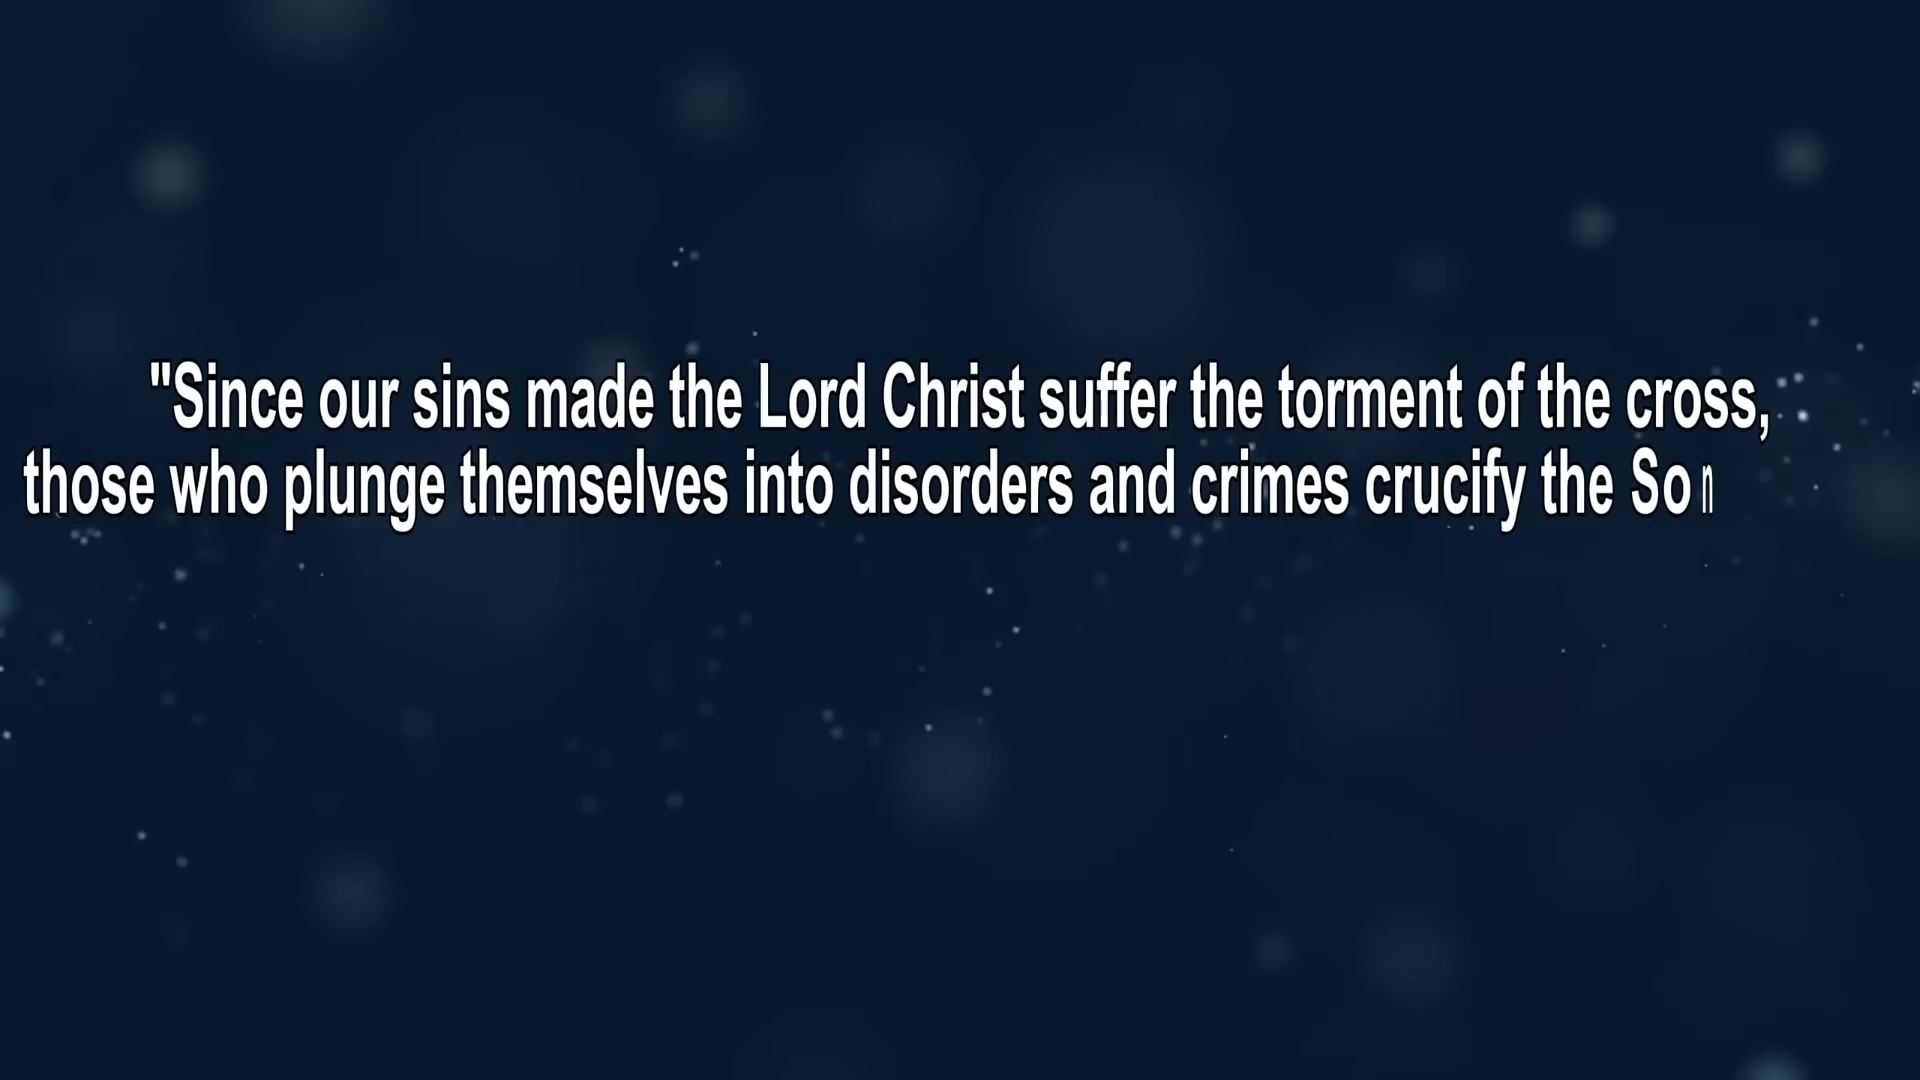 "Since our sins made the Lord Christ suffer the torment of the cross,
those who plunge themselves into disorders and crimes crucify the Son